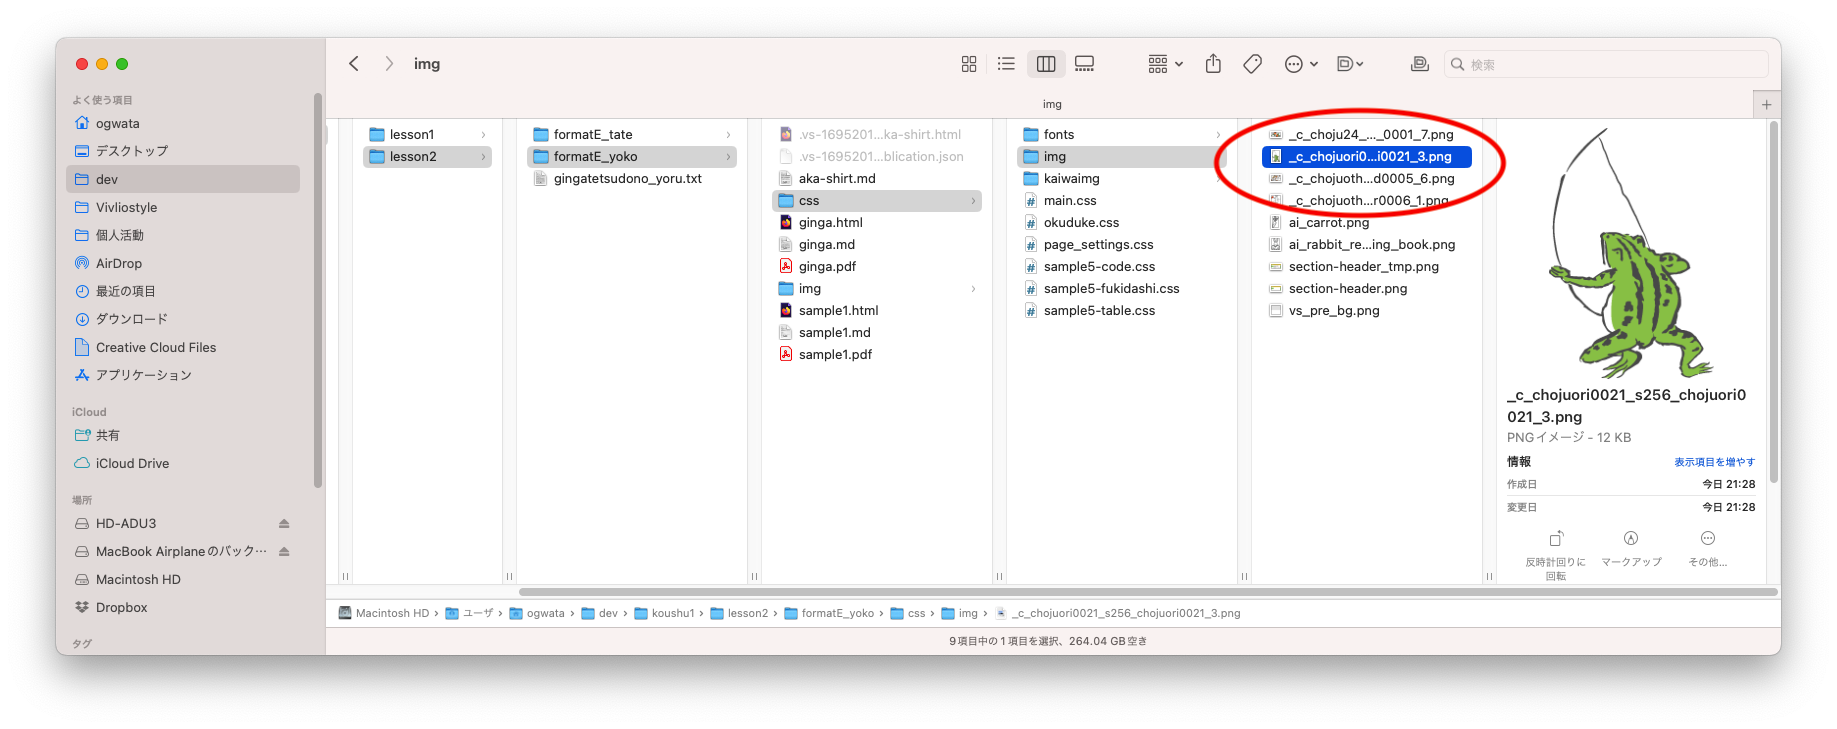 img
検索
img
よく使う項目
ogwata
デスクトップ
dev
Vivliostyle
個人活動
AirDrop
最近の項目
ダウンロード
Creative Cloud Files
アプリケーション
iCloud
共有
iCloud Drive
場所
HD-ADU3
MacBook Airplaneのバック…
Macintosh HD
Dropbox
タグ
lesson1
lesson2
formatE_tate
formatE_yoko
gingatetsudono_yoru.txt
.vs-1695201...ka-shirt.html
.vs-1695201...blication.json
aka-shirt.md
css
ginga.html
ginga.md
ginga.pdf
img
sample1.html
sample1.md
sample1.pdf
fonts
img
kaiwaimg
main.css
okuduke.css
page_settings.css
sample5-code.css
sample5-fukidashi.css
sample5-table.css
_c_choju24_..._0001_7.png
_c_chojuori0...i0021_3.png
_c_chojuoth...d0005_6.png
_c_chojuoth...r0006_1.png
ai_carrot.png
ai_rabbit_re...ing_book.png
section-header_tmp.png
section-header.png
vs_pre_bg.png
_c_chojuori0021_s256_chojuori0
021_3.png
PNGイメージ - 12 KB
情報 表示項目を増やす
作成日 今日 21:28
変更日 今日 21:28
反時計回りに
回転
マークアップ
その他...
Macintosh HD › ユーザ › ogwata › dev › koushu1 › lesson2 › formatE_yoko › css › img › _c_chojuori0021_s256_chojuori0021_3.png
9項目中の1項目を選択、264.04 GB空き